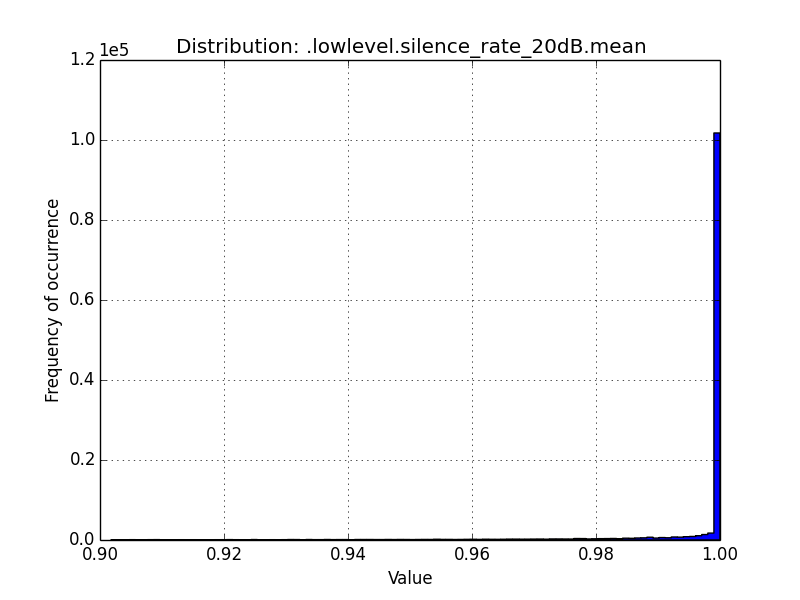 Distribution: .lowlevel.silence_rate_20dB.mean
1e5
1.2
1.0
0.8
0.6
0.4
0.2
0.0
Frequency of occurrence
0.90 0.92 0.94 0.96 0.98 1.00
Value